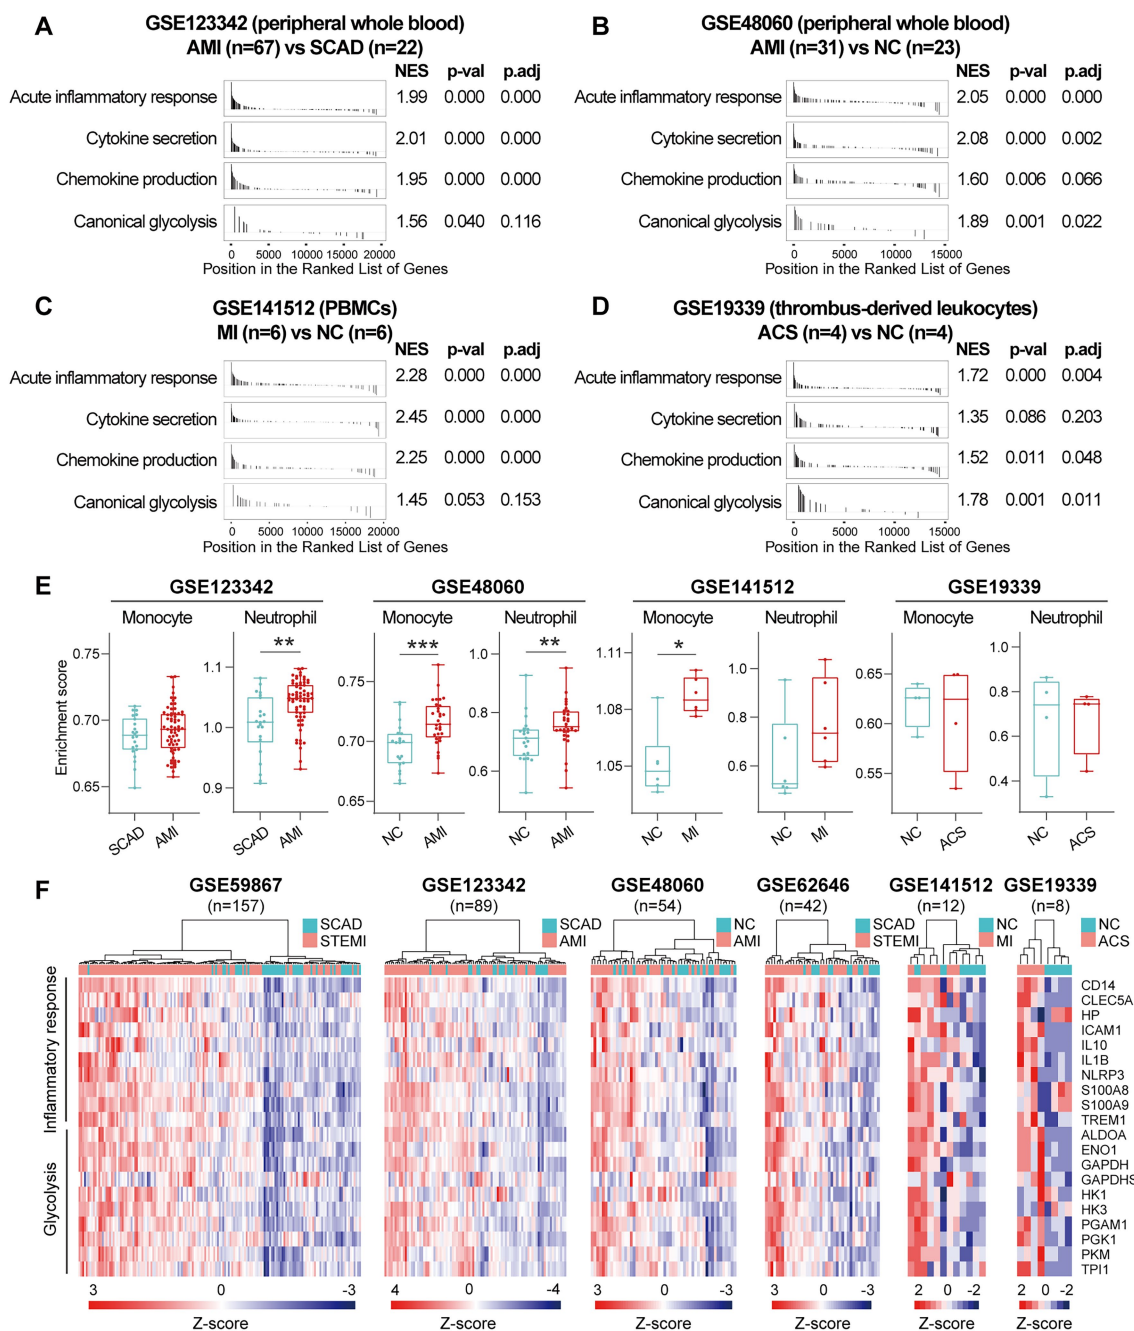 A
GSE123342 (peripheral whole blood)
AMI (n=67) vs SCAD (n=22)
NES p-val p.adj
Acute inflammatory response 1.99 0.000 0.000
Cytokine secretion 2.01 0.000 0.000
Chemokine production 1.95 0.000 0.000
Canonical glycolysis 1.56 0.040 0.116
0 5000 10000 15000 20000
Position in the Ranked List of Genes
B
GSE48060 (peripheral whole blood)
AMI (n=31) vs NC (n=23)
NES p-val p.adj
Acute inflammatory response 2.05 0.000 0.000
Cytokine secretion 2.08 0.000 0.002
Chemokine production 1.60 0.006 0.066
Canonical glycolysis 1.89 0.001 0.022
0 5000 10000 15000
Position in the Ranked List of Genes
C
GSE141512 (PBMCs)
MI (n=6) vs NC (n=6)
NES p-val p.adj
Acute inflammatory response 2.28 0.000 0.000
Cytokine secretion 2.45 0.000 0.000
Chemokine production 2.25 0.000 0.000
Canonical glycolysis 1.45 0.053 0.153
0 5000 10000 15000 20000
Position in the Ranked List of Genes
D
GSE19339 (thrombus-derived leukocytes)
ACS (n=4) vs NC (n=4)
NES p-val p.adj
Acute inflammatory response 1.72 0.000 0.004
Cytokine secretion 1.35 0.086 0.203
Chemokine production 1.52 0.011 0.048
Canonical glycolysis 1.78 0.001 0.011
0 5000 10000 15000
Position in the Ranked List of Genes
E
GSE123342 GSE48060 GSE141512 GSE19339
Monocyte Neutrophil Monocyte Neutrophil Monocyte Neutrophil Monocyte Neutrophil
** *** ** *
Enrichment score
0.75 0.70 0.65
1.1 1.0 0.9
0.75 0.70 0.65
1.0 0.8 0.6
1.11 1.05
1.0 0.8 0.6
0.65 0.60 0.55
1.0 0.8 0.6 0.4
SCAD AMI SCAD AMI NC AMI NC AMI NC MI NC MI NC ACS NC ACS
F
GSE59867 GSE123342 GSE48060 GSE62646 GSE141512 GSE19339
(n=157) (n=89) (n=54) (n=42) (n=12) (n=8)
SCAD SCAD NC SCAD NC NC
STEMI AMI AMI STEMI MI ACS
Inflammatory response
Glycolysis
CD14
CLEC5A
HP
ICAM1
IL10
IL1B
NLRP3
S100A8
S100A9
TREM1
ALDOA
ENO1
GAPDH
GAPDHS
HK1
HK3
PGAM1
PGK1
PKM
TPI1
3 0 -3 4 0 -4 3 0 -3 3 0 -3 2 0 -2 2 0 -2
Z-score Z-score Z-score Z-score Z-score Z-score